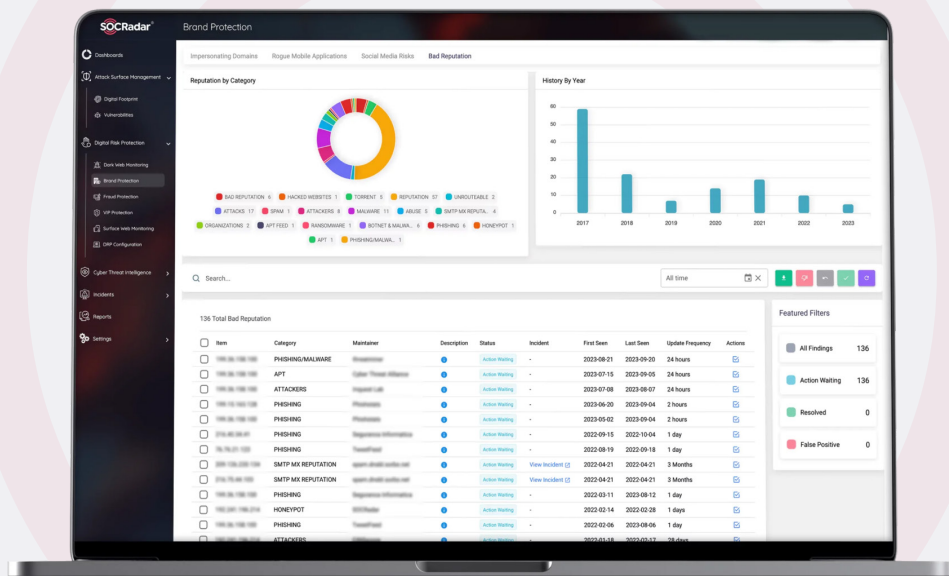 SOCRadar
Brand Protection
Dashboards
Attack Surface Management
Digital Footprint
Vulnerabilities
Digital Risk Protection
Dark Web Monitoring
Brand Protection
Fraud Protection
VIP Protection
Surface Web Monitoring
DRP Configuration
Cyber Threat Intelligence
Incidents
Reports
Settings
Impersonating Domains Rogue Mobile Applications Social Media Risks Bad Reputation
Reputation by Category
BAD REPUTATION 6 HACKED WEBSITES 1 TORRENT 5 REPUTATION 57 UNROUTEABLE 2
ATTACKS 17 SPAM 1 ATTACKERS 8 MALWARE 11 ABUSE 5 SMTP MX REPUTA.. 4
ORGANIZATIONS 2 APT FEED 1 RANSOMWARE 1 BOTNET & MALWA.. 6 PHISHING 6 HONEYPOT 1
APT 1 PHISHING/MALWA.. 1
History By Year
60
50
40
30
20
10
0
2017 2018 2019 2020 2021 2022 2023
Search...
All time
136 Total Bad Reputation
Item Category Maintainer Description Status Incident First Seen Last Seen Update Frequency Actions
PHISHING/MALWARE Action Waiting - 2023-08-21 2023-09-20 24 hours
APT Action Waiting - 2023-07-15 2023-09-05 24 hours
ATTACKERS Action Waiting - 2023-07-08 2023-08-07 24 hours
PHISHING Action Waiting - 2023-06-20 2023-09-04 2 hours
PHISHING Action Waiting - 2023-05-02 2023-09-04 2 hours
PHISHING Action Waiting - 2022-09-15 2022-10-04 1 day
PHISHING Action Waiting - 2022-08-19 2022-09-18 1 day
SMTP MX REPUTATION Action Waiting View Incident 2022-04-21 2022-04-21 3 Months
SMTP MX REPUTATION Action Waiting View Incident 2022-04-21 2022-04-21 3 Months
PHISHING Action Waiting - 2022-03-11 2023-08-12 1 day
HONEYPOT Action Waiting - 2022-02-14 2022-02-28 1 days
PHISHING Action Waiting - 2022-02-06 2023-08-06 1 day
ATTACKERS Action Waiting - 2022-01-18 2022-02-17 28 days
Featured Filters
All Findings 136
Action Waiting 136
Resolved 0
False Positive 0